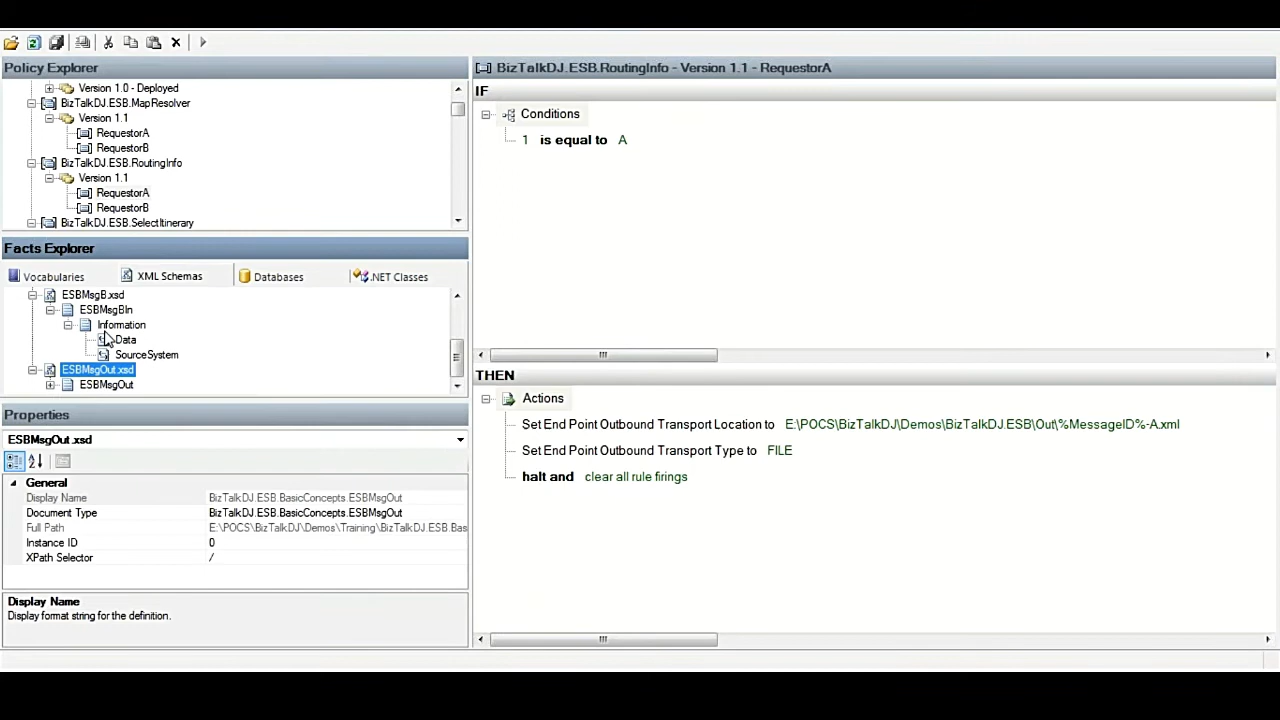 Policy Explorer
Version 1.0 - Deployed
BizTalkDJ.ESB.MapResolver
Version 1.1
RequestorA
RequestorB
BizTalkDJ.ESB.RoutingInfo
Version 1.1
RequestorA
RequestorB
BizTalkDJ.ESB.SelectItinerary
Facts Explorer
Vocabularies XML Schemas Databases .NET Classes
ESBMsgB.xsd
ESBMsgBIn
Information
Data
SourceSystem
ESBMsgOut.xsd
ESBMsgOut
Properties
ESBMsgOut.xsd
General
Display Name BizTalkDJ.ESB.BasicConcepts.ESBMsgOut
Document Type BizTalkDJ.ESB.BasicConcepts.ESBMsgOut
Full Path E:\POCS\BizTalkDJ\Demos\Training\BizTalkDJ.ESB.Bas
Instance ID 0
XPath Selector /
Display Name
Display format string for the definition.
BizTalkDJ.ESB.RoutingInfo - Version 1.1 - RequestorA
IF
Conditions
1 is equal to A
THEN
Actions
Set End Point Outbound Transport Location to E:\POCS\BizTalkDJ\Demos\BizTalkDJ.ESB\Out\%MessageID%-A.xml
Set End Point Outbound Transport Type to FILE
halt and clear all rule firings